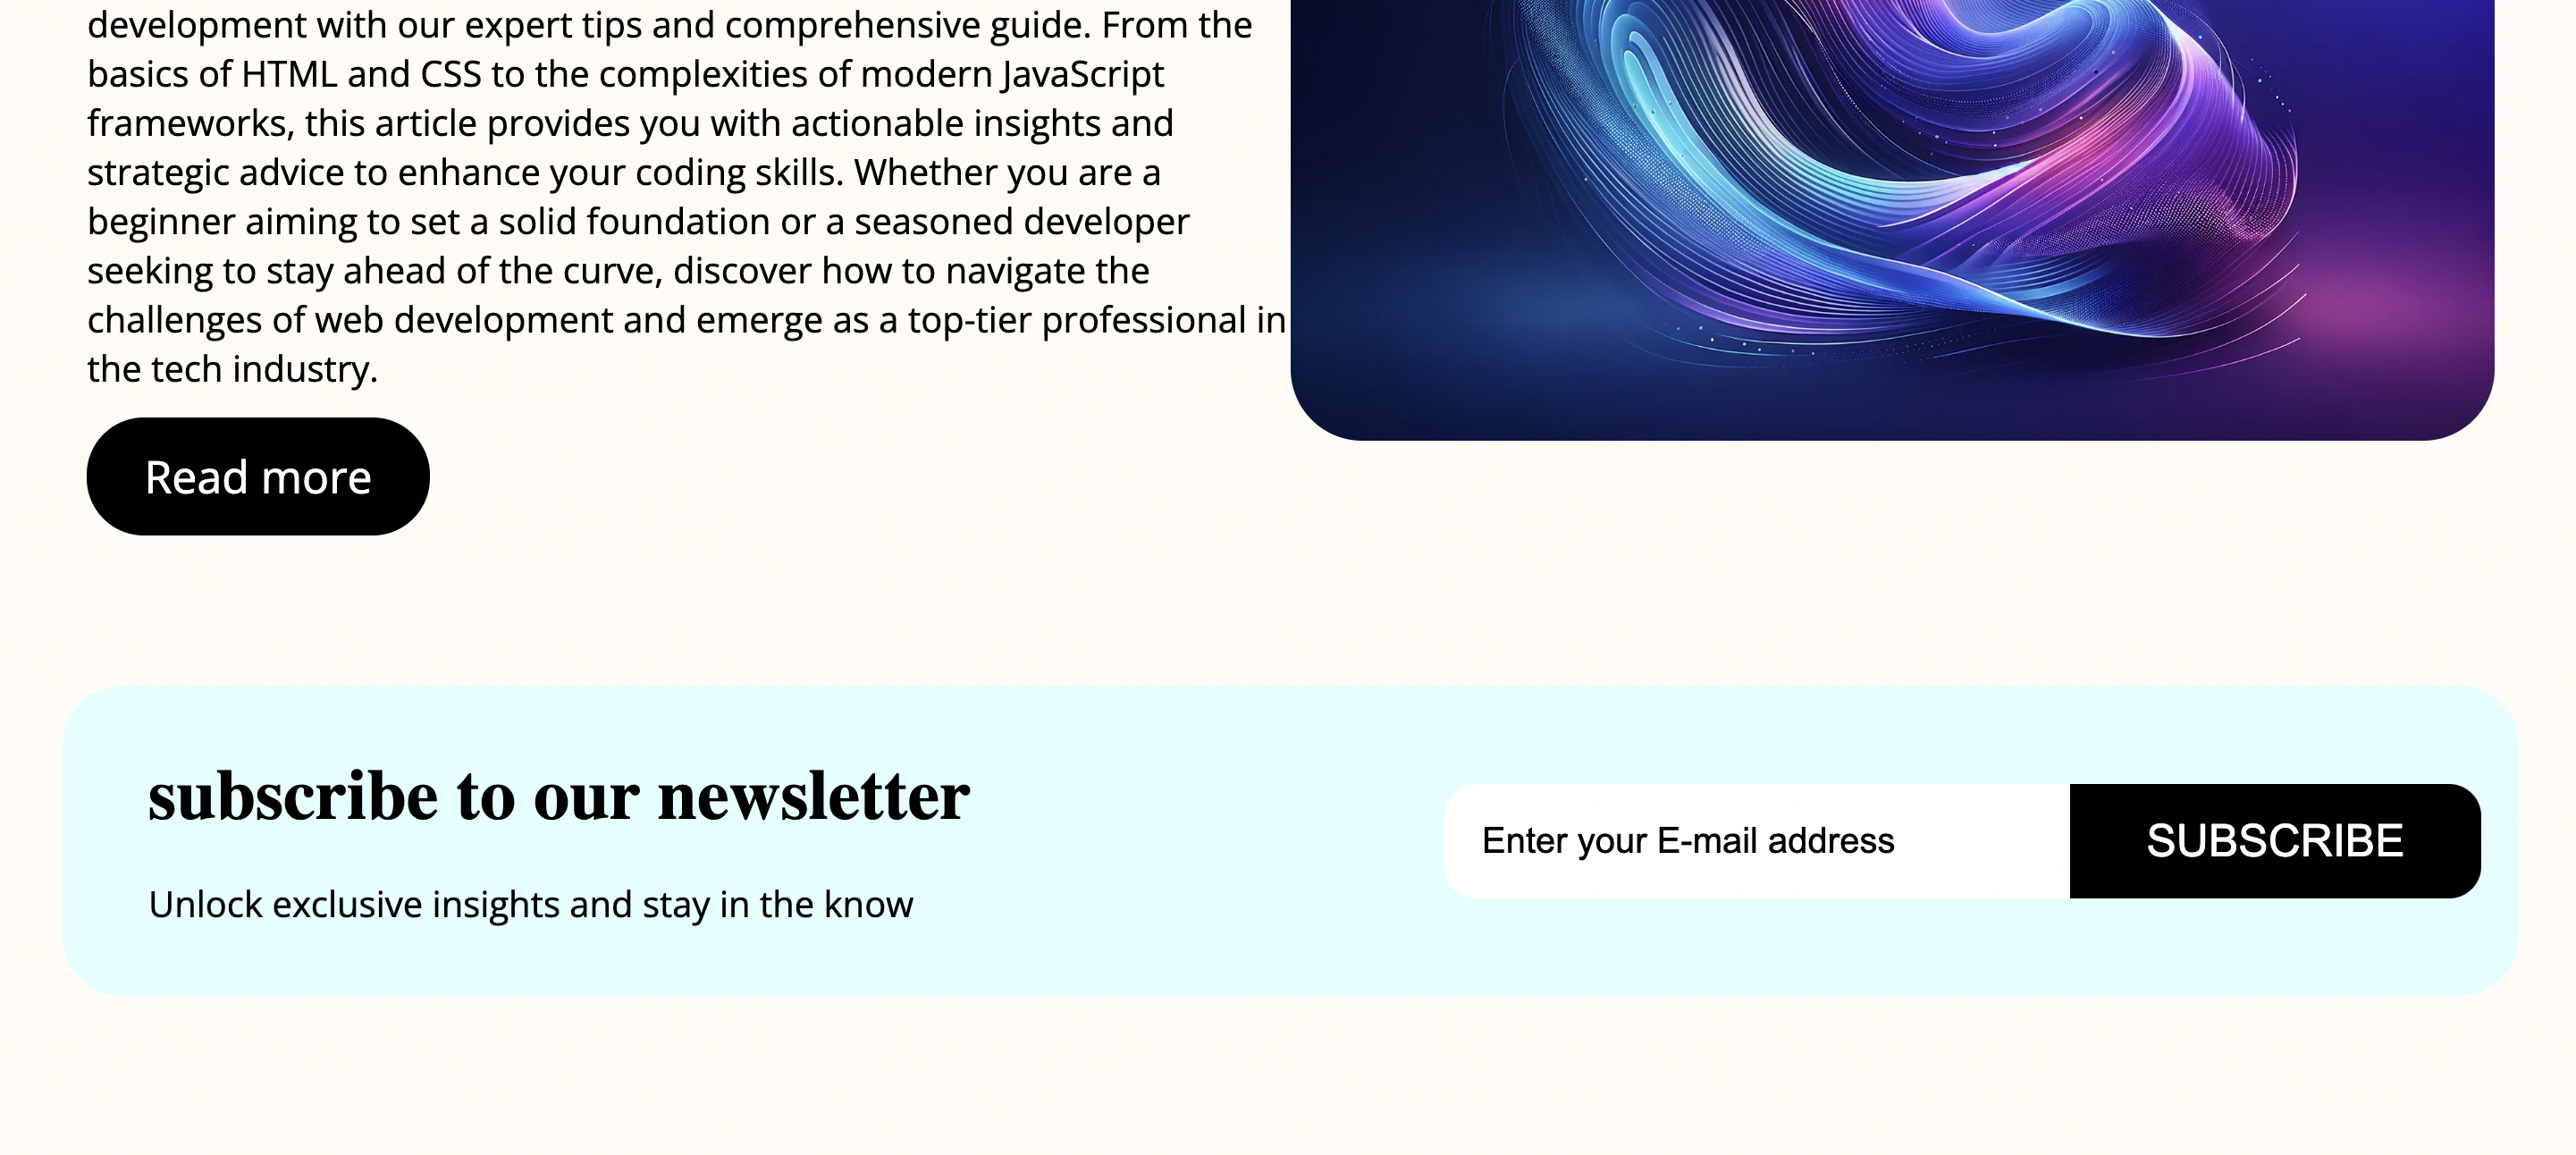 development with our expert tips and comprehensive guide. From the
basics of HTML and CSS to the complexities of modern JavaScript
frameworks, this article provides you with actionable insights and
strategic advice to enhance your coding skills. Whether you are a
beginner aiming to set a solid foundation or a seasoned developer
seeking to stay ahead of the curve, discover how to navigate the
challenges of web development and emerge as a top-tier professional in
the tech industry.
Read more
subscribe to our newsletter
Unlock exclusive insights and stay in the know
Enter your E-mail address
SUBSCRIBE